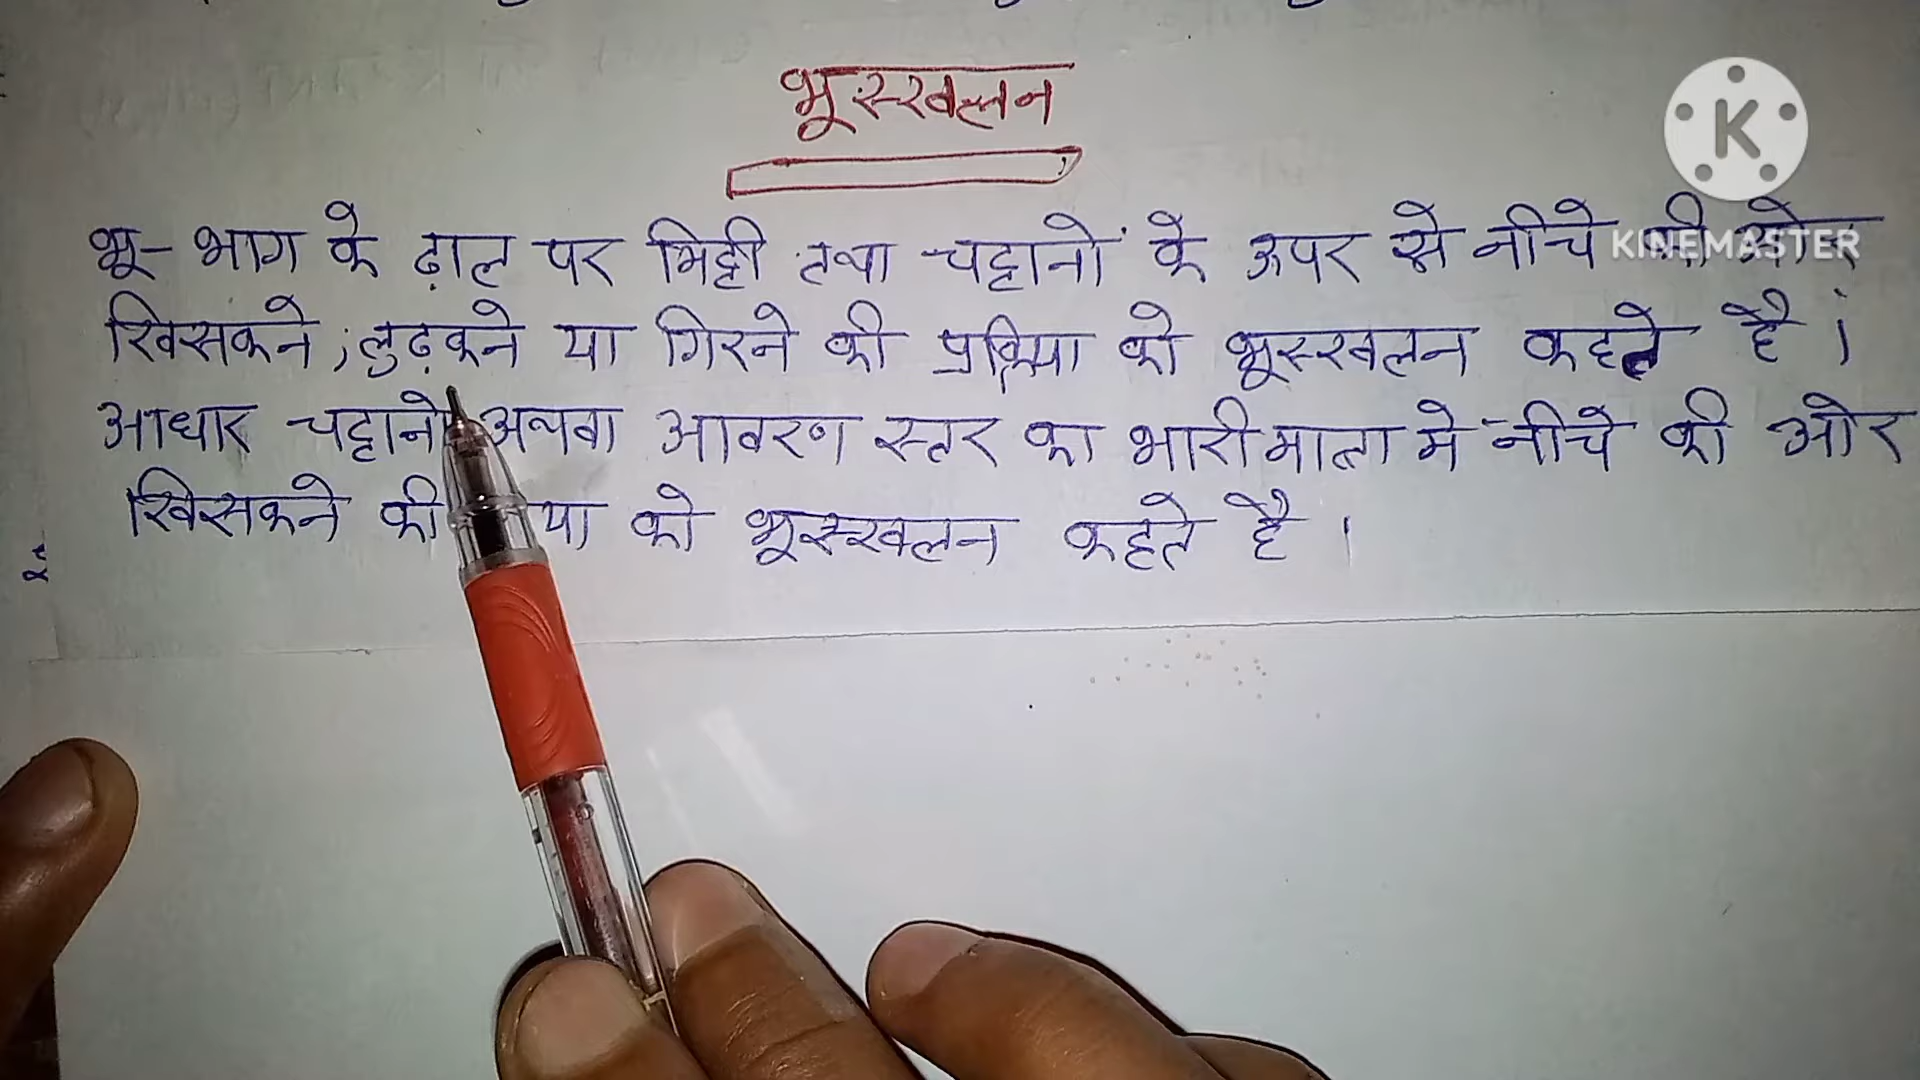 भूस्खलन
K
KINEMASTER
भू-भाग के ढ़ाल पर मिट्टी तथा चट्टानों के ऊपर से नीचे की ओर
खिसकने, लुढ़कने या गिरने की प्रक्रिया को भूस्खलन कहते है।
आधार चट्टानो अथवा आवरण स्तर का भारी मात्रा मे नीचे की ओर
खिसकने की या को भूस्खलन कहते है।